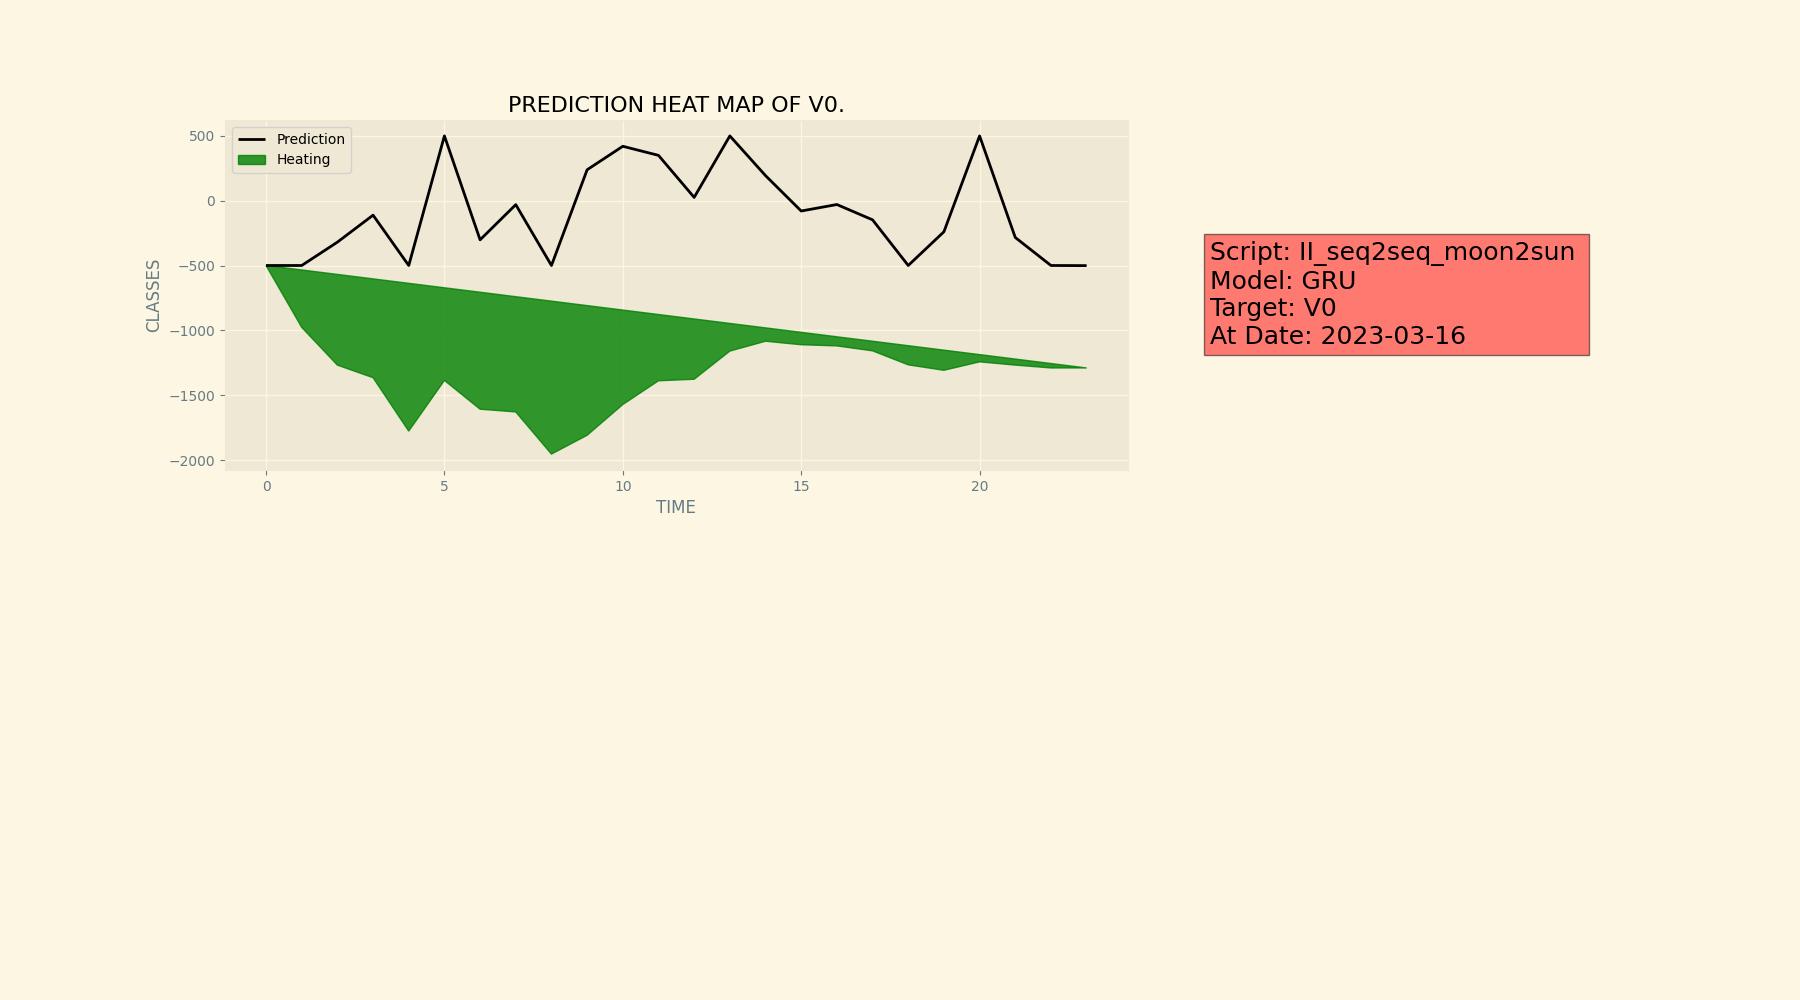 PREDICTION HEAT MAP OF V0.
Prediction
Heating
500
0
−500
−1000
−1500
−2000
CLASSES
0 5 10 15 20
TIME
Script: II_seq2seq_moon2sun
Model: GRU
Target: V0
At Date: 2023-03-16